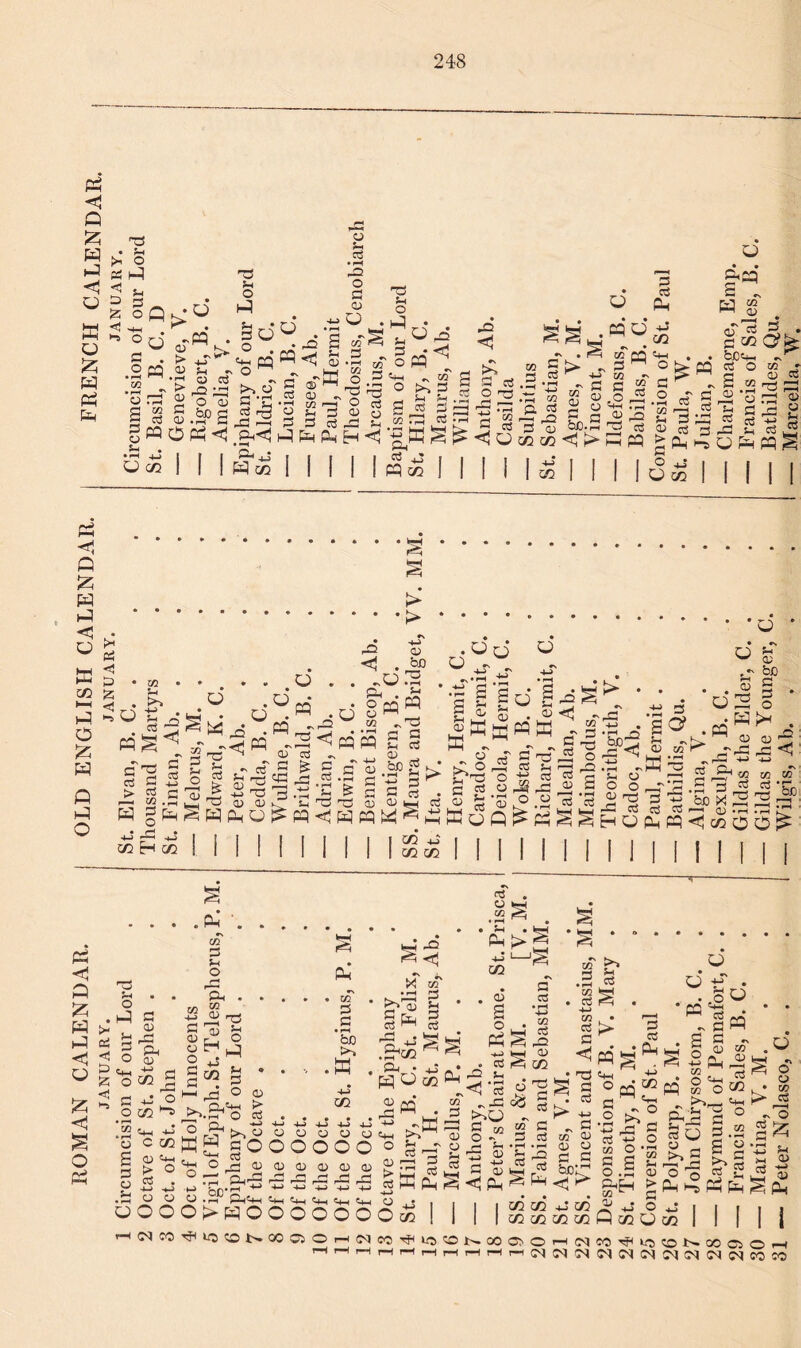 248
ROMAN CALENDAR.
JANUARY.
1 Circumcision of our Lord
2 Octave of St. Stephen
3 Oct. of St. John
4 Oct of Holy Innocents
5 Vigil of Epiph. St. Telesphorus, P. M.
6 Epiphany of our Lord
7 Of the Octave
8 Of the Oct.
9 Of the Oct.
10 Of the Oct.
11 Of the Oct. St. Hyginus, P. M.
12 Of the Oct.
13 Octave of the Epiphany
14 St. Hilary, B. C. St. Felix, M.
15 — Paul, H. St. Maurus, Ab.
16 — Marcellus, P. M.
17 — Anthony, Ab.
18 — Peter's Chair Rome. St. Prisca,
[V. M.
19 SS. Marius, &c. MM.
20 SS. Fabian and Sebastian, MM.
21 St. Agnes, V.M.
22 SS. Vincent and Anastasius, MM.
23 Desponsation of B. V. Mary
24 St. Timothy, B. M.
25 Conversion of St. Paul
26 St. Polycarp, B. M.
27 — John Chrysostom, B. C.
28 — Raymund of Pennafort, C.
29 — Francis of Sales, B. C.
30 — Martina, V. M.
31 — Peter Nolasco, C.
OLD ENGLISH CALENDAR.
JANUARY.
St. Elvan, B. C.
Thousand Martyrs
St. Fintan, Ab.
— Melorus, M.
— Edward, K. C.
— Peter, Ab.
— Cedda, B. C.
— Wulfine, B. C.
— Brithwald, B. C.
— Adrian, Ab.
— Edwin, B. C.
— Bennet Biscop, Ab.
— Kentigern, B. C.
SS. Maura and Bridget, VV. MM.
St. Ita. V.
— Henry, Hermit, C.
— Caradoc, Hermit, C.
— Deicola, Hermit, C.
— Wolstan, B. C.
— Richard, Hermit, C.
— Malcallan, Ab.
— Maimbodus, M.
— Theorithgith, V.
— Cadoc, Ab.
— Paul, Hermit
— Bathildis, Qu.
— Algina, V.
— Sexulph, B. C.
— Gildas the Elder, C.
— Gildas the Younger, C.
— Wilgris, Ab.
FRENCH CALENDAR.
JANUARY.
Circumcision of our Lord
St. Basil, B. C. D
— Genevieve, V.
— Rigobert, B. C.
— Amelia, V.
Epiphany of our Lord
St. Aldric, B. C
— Lucian, B. C
— Fursee, Ab.
— Paul, Hermit
— Theodosius, Cenobiarch
— Arcadius, M.
Baptism of our Lord
St. Hilary, B. C.
— Maurus, Ab.
— William
— Anthony, Ab.
— Casilda
— Sulpitius
St. Sebastian, M.
— Agnes, V. M.
— Vincent, M.
— Ildefonsus, B. C.
— Babilas, B. C.
Conversion of St. Paul
St. Paula, W.
— Julian, B.
— Charlemagne, Emp.
— Francis of Sales, B. C.
— Bathildes, Qu.
— Marcella, W.